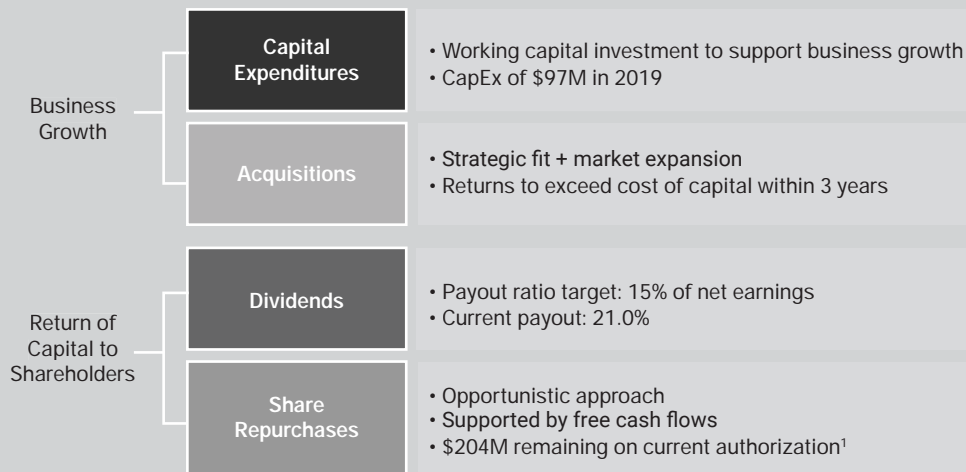 Business
Growth
Capital
Expenditures
• Working capital investment to support business growth
• CapEx of $97M in 2019
Acquisitions
• Strategic fit + market expansion
• Returns to exceed cost of capital within 3 years
Return of
Capital to
Shareholders
Dividends
• Payout ratio target: 15% of net earnings
• Current payout: 21.0%
Share
Repurchases
• Opportunistic approach
• Supported by free cash flows
• $204M remaining on current authorization¹